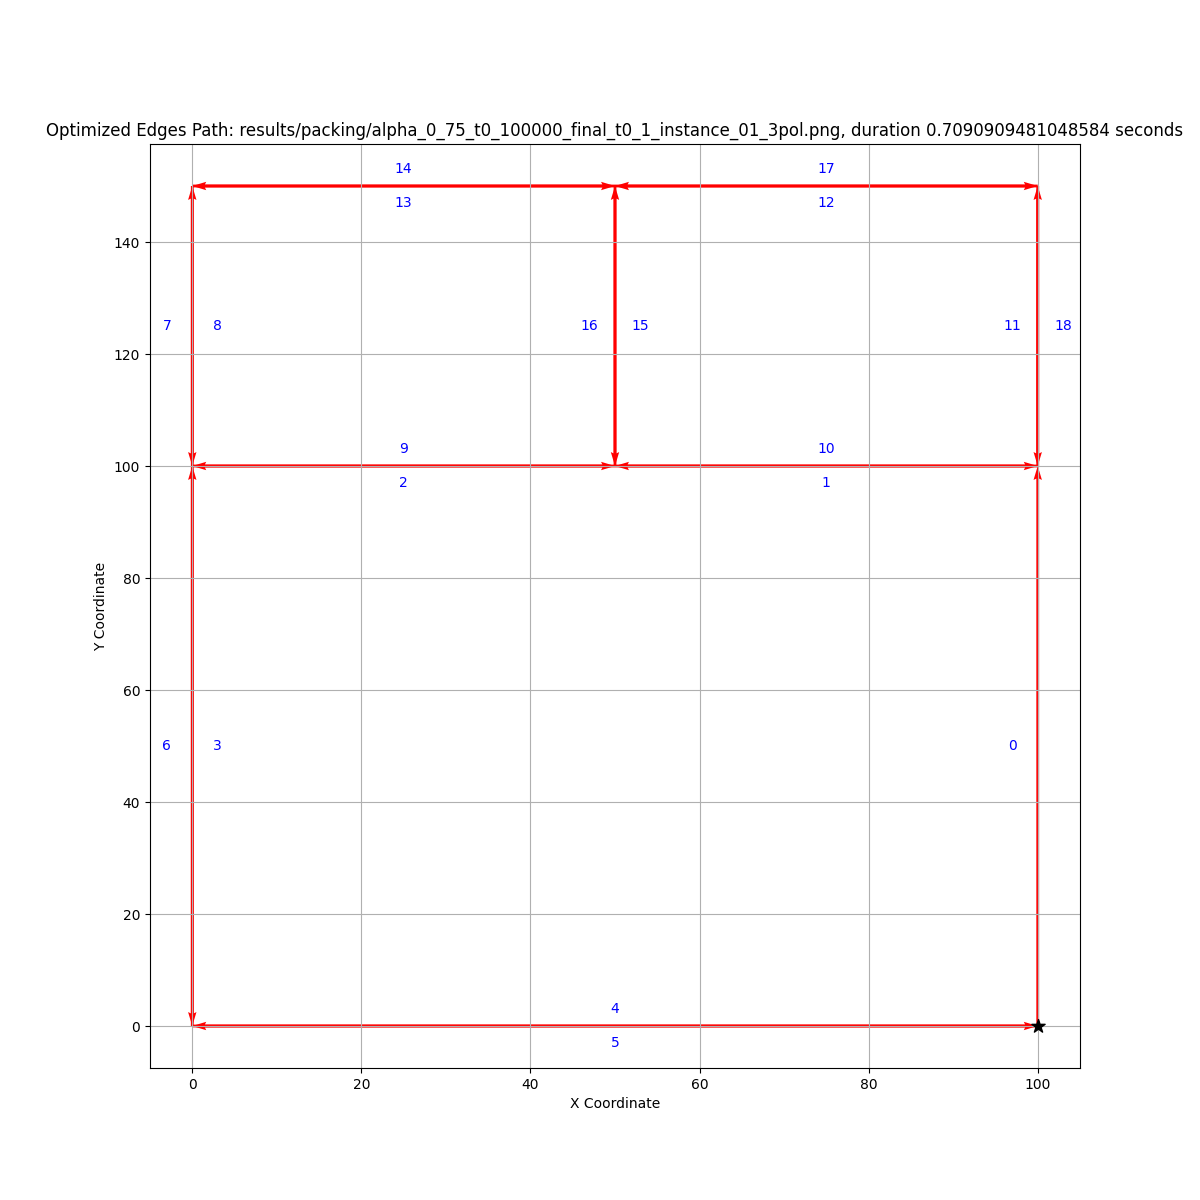 Optimized Edges Path: results/packing/alpha_0_75_t0_100000_final_t0_1_instance_01_3pol.png, duration 0.7090909481048584 seconds
14 17
13 12
140
7 8 16 15 11 18
120
9 10
100
2 1
80
Y Coordinate
60
6 3 0
40
20
4
0
5
0 20 40 60 80 100
X Coordinate